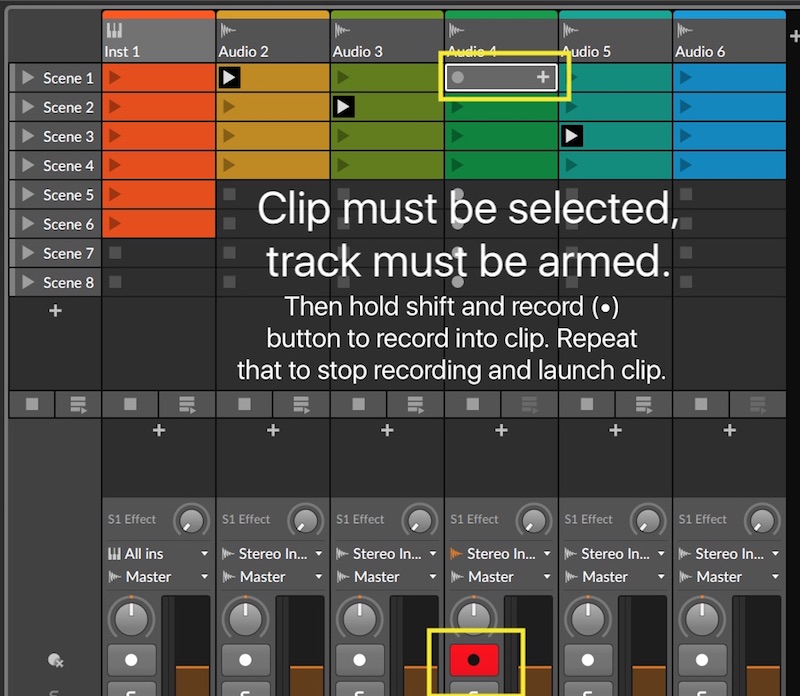 Inst 1
Audio 2
Audio 3
Audio 4
Audio 5
Audio 6
Scene 1
Scene 2
Scene 3
Scene 4
Scene 5
Scene 6
Scene 7
Scene 8
Clip must be selected,
track must be armed.
Then hold shift and record (•)
button to record into clip. Repeat
that to stop recording and launch clip.
S1 Effect S1 Effect S1 Effect S1 Effect S1 Effect S1 Effect
All ins Stereo In... Stereo In... Stereo In... Stereo In... Stereo In...
Master Master Master Master Master Master